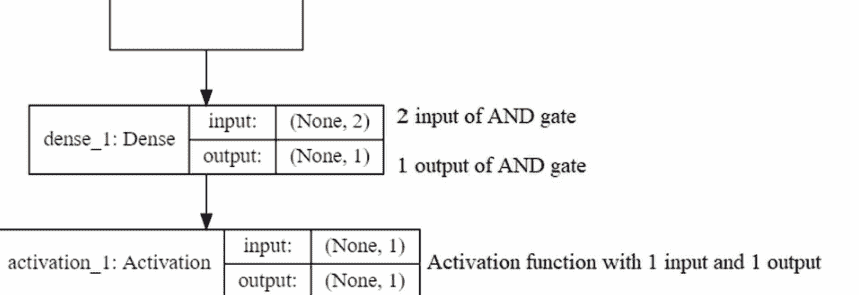 input: (None, 2) 2 input of AND gate
dense_1: Dense
output: (None, 1) 1 output of AND gate
input: (None, 1)
activation_1: Activation Activation function with 1 input and 1 output
output: (None, 1)